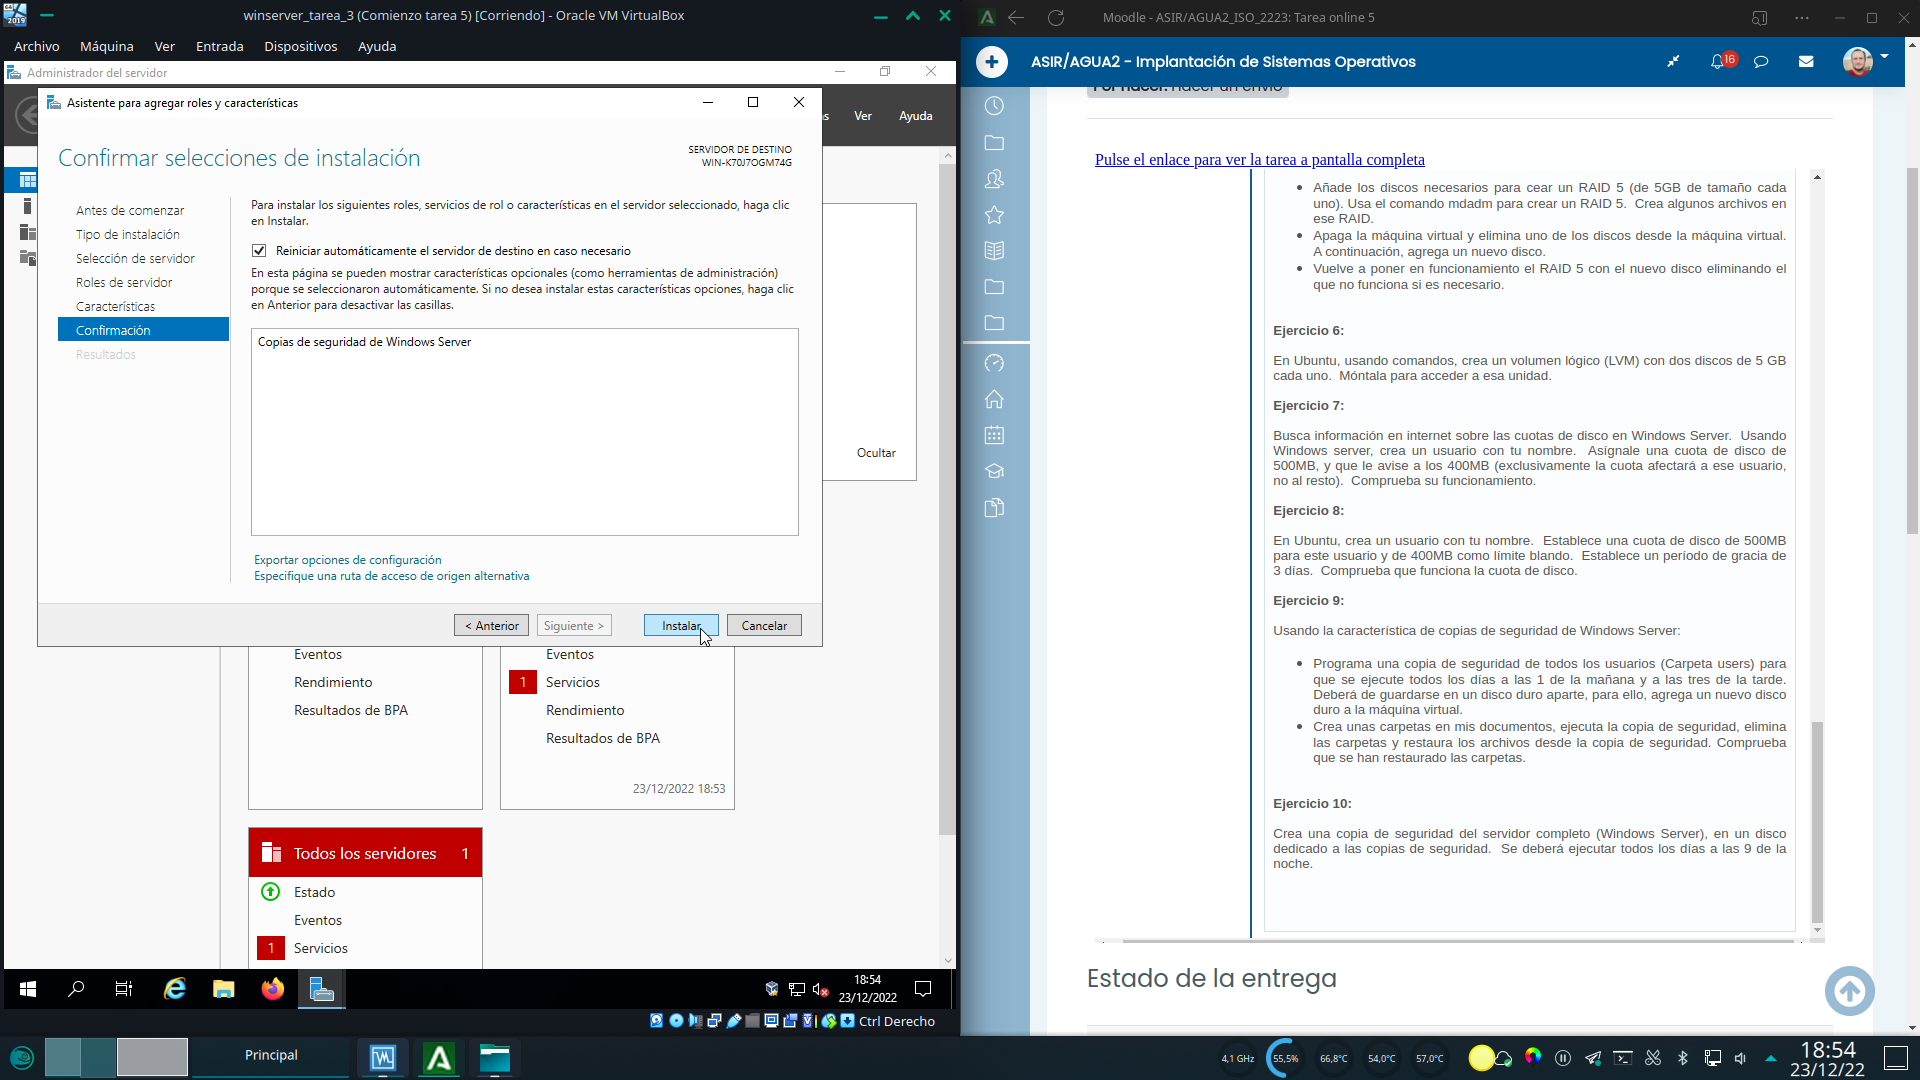 winserver_tarea_3 (Comienzo tarea 5) [Corriendo] - Oracle VM VirtualBox
Archivo Máquina Ver Entrada Dispositivos Ayuda
Administrador del servidor
Ver Ayuda
Asistente para agregar roles y características
Confirmar selecciones de instalación
SERVIDOR DE DESTINO
WIN-K70J7OGM74G
Antes de comenzar
Tipo de instalación
Selección de servidor
Roles de servidor
Características
Confirmación
Resultados
Para instalar los siguientes roles, servicios de rol o características en el servidor seleccionado, haga clic
en Instalar.
Reiniciar automáticamente el servidor de destino en caso necesario
En esta página se pueden mostrar características opcionales (como herramientas de administración)
porque se seleccionaron automáticamente. Si no desea instalar estas características opciones, haga clic
en Anterior para desactivar las casillas.
Copias de seguridad de Windows Server
Exportar opciones de configuración
Especifique una ruta de acceso de origen alternativa
< Anterior Siguiente > Instalar Cancelar
Ocultar
Eventos
Rendimiento
Resultados de BPA
Eventos
1 Servicios
Rendimiento
Resultados de BPA
23/12/2022 18:53
Todos los servidores 1
Estado
Eventos
1 Servicios
18:54
23/12/2022
Ctrl Derecho
Moodle - ASIR/AGUA2_ISO_2223: Tarea online 5
ASIR/AGUA2 - Implantación de Sistemas Operativos
16
Por hacer: Hacer un envío
Pulse el enlace para ver la tarea a pantalla completa
Añade los discos necesarios para cear un RAID 5 (de 5GB de tamaño cada
uno). Usa el comando mdadm para crear un RAID 5. Crea algunos archivos en
ese RAID.
Apaga la máquina virtual y elimina uno de los discos desde la máquina virtual.
A continuación, agrega un nuevo disco.
Vuelve a poner en funcionamiento el RAID 5 con el nuevo disco eliminando el
que no funciona si es necesario.
Ejercicio 6:
En Ubuntu, usando comandos, crea un volumen lógico (LVM) con dos discos de 5 GB
cada uno. Móntala para acceder a esa unidad.
Ejercicio 7:
Busca información en internet sobre las cuotas de disco en Windows Server. Usando
Windows server, crea un usuario con tu nombre. Asígnale una cuota de disco de
500MB, y que le avise a los 400MB (exclusivamente la cuota afectará a ese usuario,
no al resto). Comprueba su funcionamiento.
Ejercicio 8:
En Ubuntu, crea un usuario con tu nombre. Establece una cuota de disco de 500MB
para este usuario y de 400MB como límite blando. Establece un período de gracia de
3 días. Comprueba que funciona la cuota de disco.
Ejercicio 9:
Usando la característica de copias de seguridad de Windows Server:
Programa una copia de seguridad de todos los usuarios (Carpeta users) para
que se ejecute todos los días a las 1 de la mañana y a las tres de la tarde.
Deberá de guardarse en un disco duro aparte, para ello, agrega un nuevo disco
duro a la máquina virtual.
Crea unas carpetas en mis documentos, ejecuta la copia de seguridad, elimina
las carpetas y restaura los archivos desde la copia de seguridad. Comprueba
que se han restaurado las carpetas.
Ejercicio 10:
Crea una copia de seguridad del servidor completo (Windows Server), en un disco
dedicado a las copias de seguridad. Se deberá ejecutar todos los días a las 9 de la
noche.
Estado de la entrega
Principal
4,1 GHz 55,5% 66,8°C 54,0°C 57,0°C
18:54
23/12/22